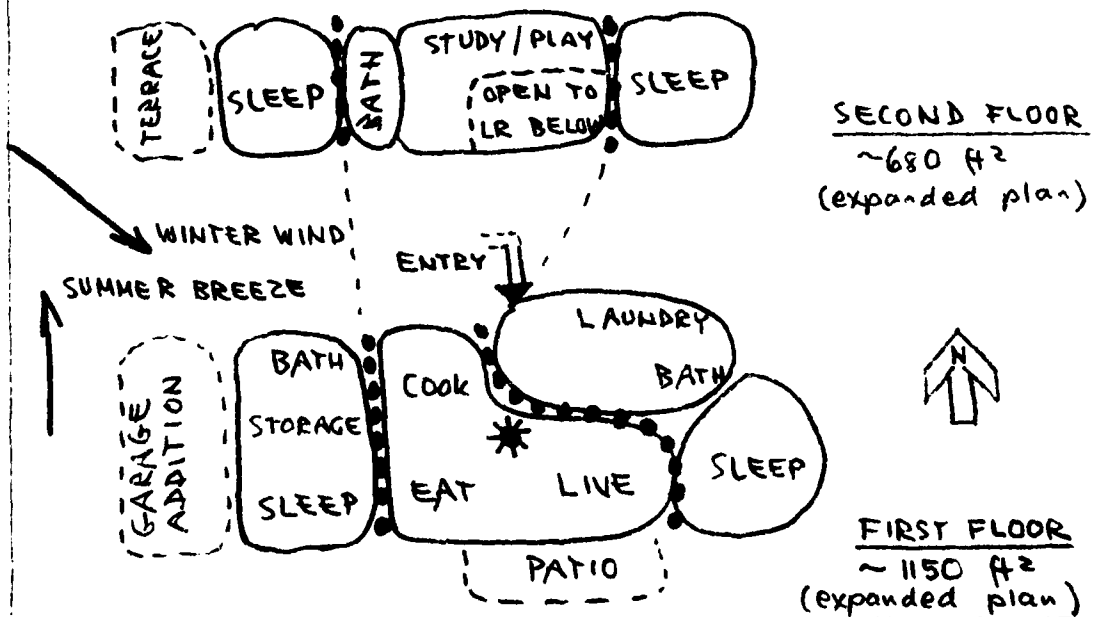 TERRACE
SLEEP
BATH
STUDY/PLAY
OPEN TO
LR BELOW
SLEEP
SECOND FLOOR
~680 ft²
(expanded plan)
WINTER WIND
SUMMER BREEZE
ENTRY
LAUNDRY
BATH
N
GARAGE
ADDITION
BATH
STORAGE
SLEEP
COOK
EAT
LIVE
SLEEP
PATIO
FIRST FLOOR
~1150 ft²
(expanded plan)